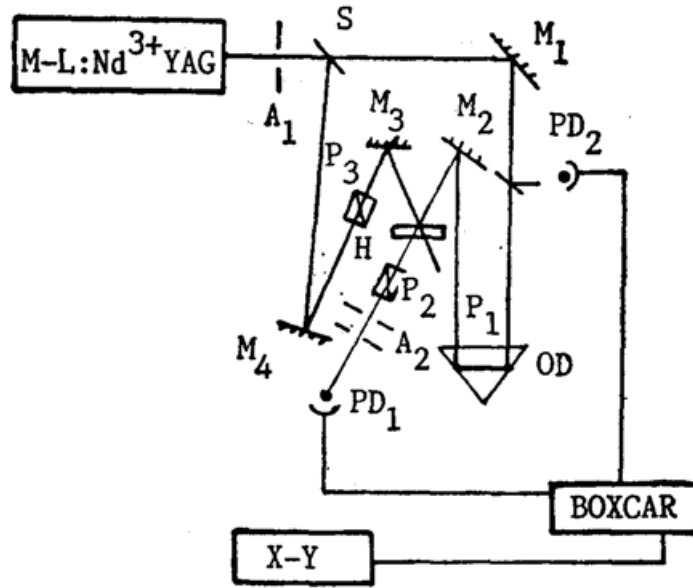 S
M-L:Nd3+YAG
M1
A1
M3
M2
PD2
P3
H
P2
P1
M4
A2
OD
PD1
BOXCAR
X-Y